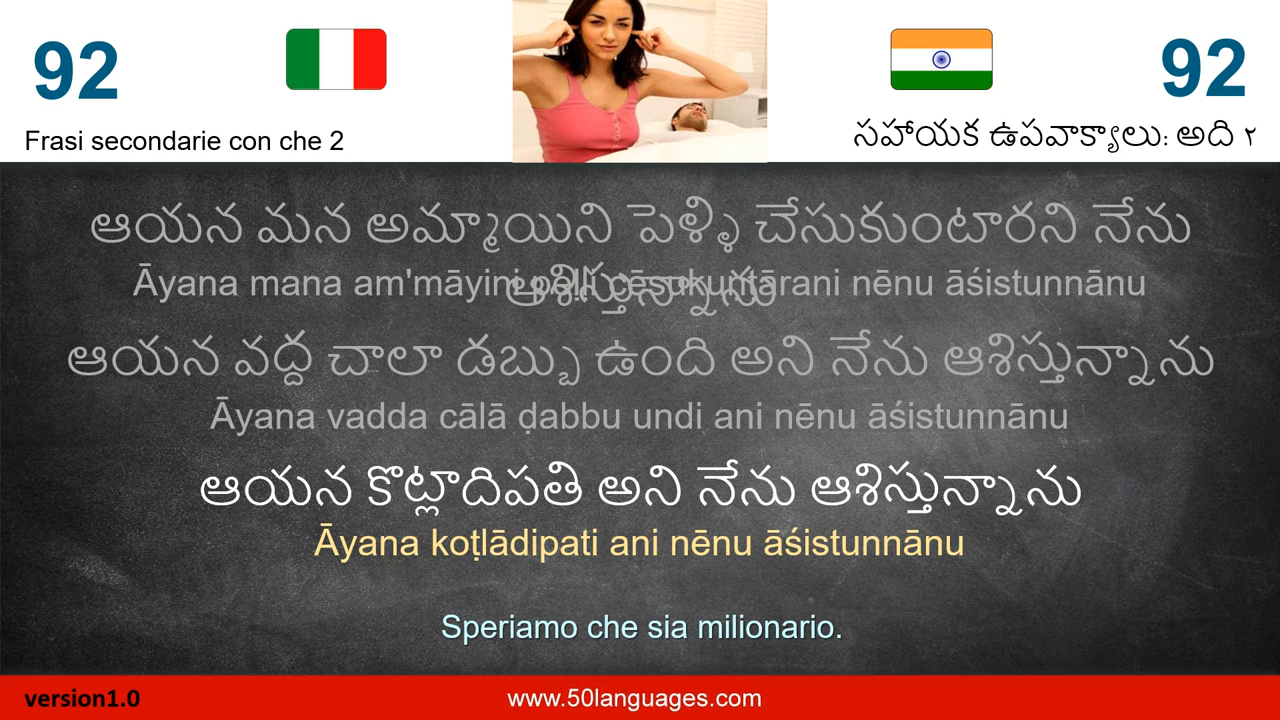 92
92
Frasi secondarie con che 2
సహాయక ఉపవాక్యాలు: అది ౨
ఆయన మన అమ్మాయిని పెళ్ళి చేసుకుంటారని నేను
ఆశిస్తున్నాను
Āyana mana am'māyini peḷḷi cēsukuṇṭārani nēnu āśistunnānu
ఆయన వద్ద చాలా డబ్బు ఉంది అని నేను ఆశిస్తున్నాను
Āyana vadda cālā ḍabbu undi ani nēnu āśistunnānu
ఆయన కొట్లాదిపతి అని నేను ఆశిస్తున్నాను
Āyana koṭlādipati ani nēnu āśistunnānu
Speriamo che sia milionario.
version1.0
www.50languages.com